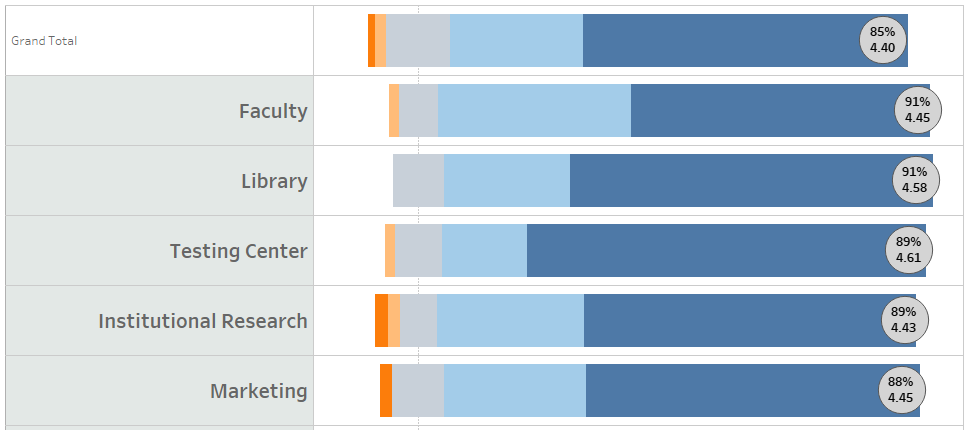 Grand Total
85%
4.40
Faculty
91%
4.45
Library
91%
4.58
Testing Center
89%
4.61
Institutional Research
89%
4.43
Marketing
88%
4.45